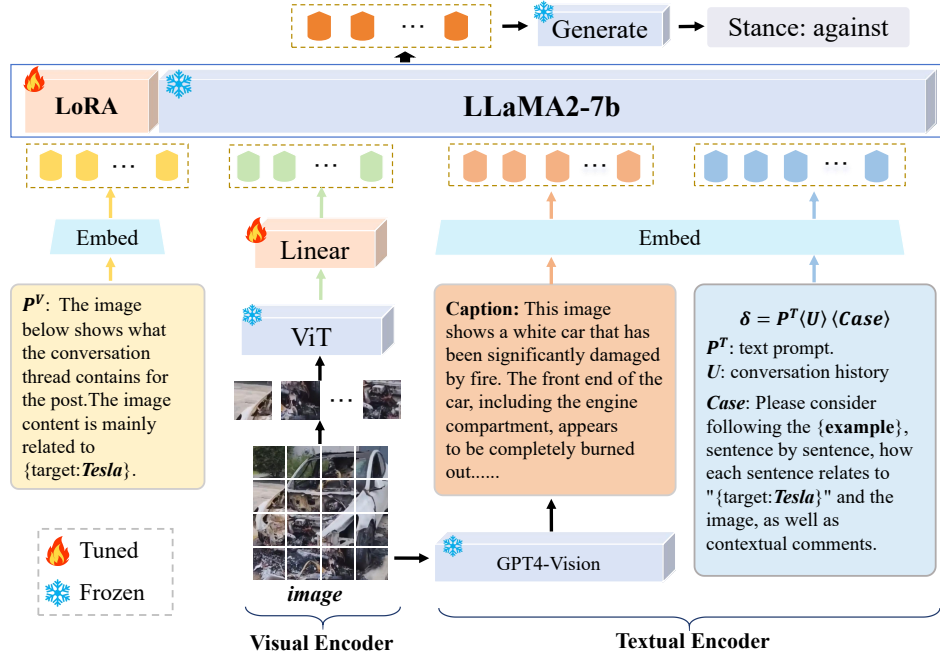 Generate
Stance: against
LoRA
LLaMA2-7b
Embed
Linear
Embed
ViT
P^V: The image
below shows what
the conversation
thread contains for
the post.The image
content is mainly
related to
{target:Tesla}.
Caption: This image
shows a white car that has
been significantly damaged
by fire. The front end of the
car, including the engine
compartment, appears
to be completely burned
out......
δ = P^T⟨U⟩ ⟨Case⟩
P^T: text prompt.
U: conversation history
Case: Please consider
following the {example},
sentence by sentence, how
each sentence relates to
"{target:Tesla}" and the
image, as well as
contextual comments.
Tuned
Frozen
image
GPT4-Vision
Visual Encoder
Textual Encoder